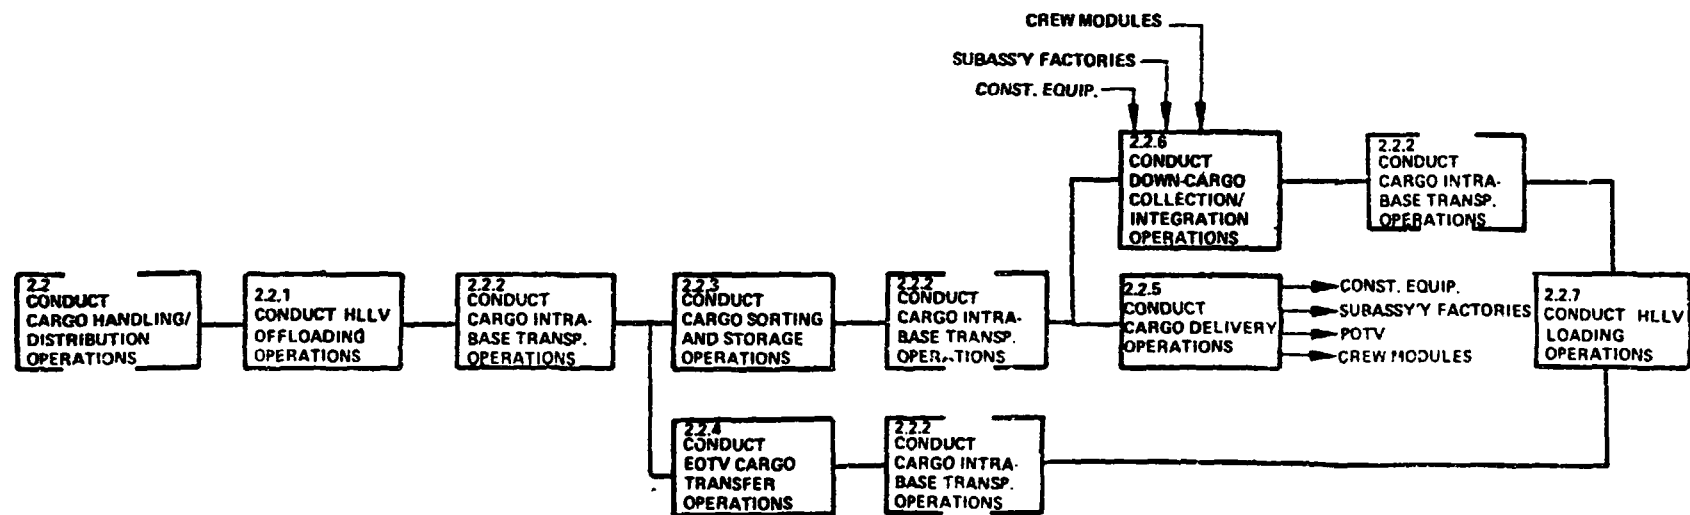 CREW MODULES
SUBASS'Y FACTORIES
CONST. EQUIP.
2.2.6
CONDUCT
DOWN-CARGO
COLLECTION/
INTEGRATION
OPERATIONS
2.2.2
CONDUCT
CARGO INTRA-
BASE TRANSP.
OPERATIONS
2.2
CONDUCT
CARGO HANDLING/
DISTRIBUTION
OPERATIONS
2.2.1
CONDUCT HLLV
OFFLOADING
OPERATIONS
2.2.2
CONDUCT
CARGO INTRA-
BASE TRANSP.
OPERATIONS
2.2.3
CONDUCT
CARGO SORTING
AND STORAGE
OPERATIONS
2.2.2
CONDUCT
CARGO INTRA-
BASE TRANSP.
OPERATIONS
2.2.5
CONDUCT
CARGO DELIVERY
OPERATIONS
CONST. EQUIP.
SUBASSY'Y FACTORIES
POTV
CREW MODULES
2.2.7
CONDUCT HLLV
LOADING
OPERATIONS
2.2.4
CONDUCT
EOTV CARGO
TRANSFER
OPERATIONS
2.2.2
CONDUCT
CARGO INTRA-
BASE TRANSP.
OPERATIONS